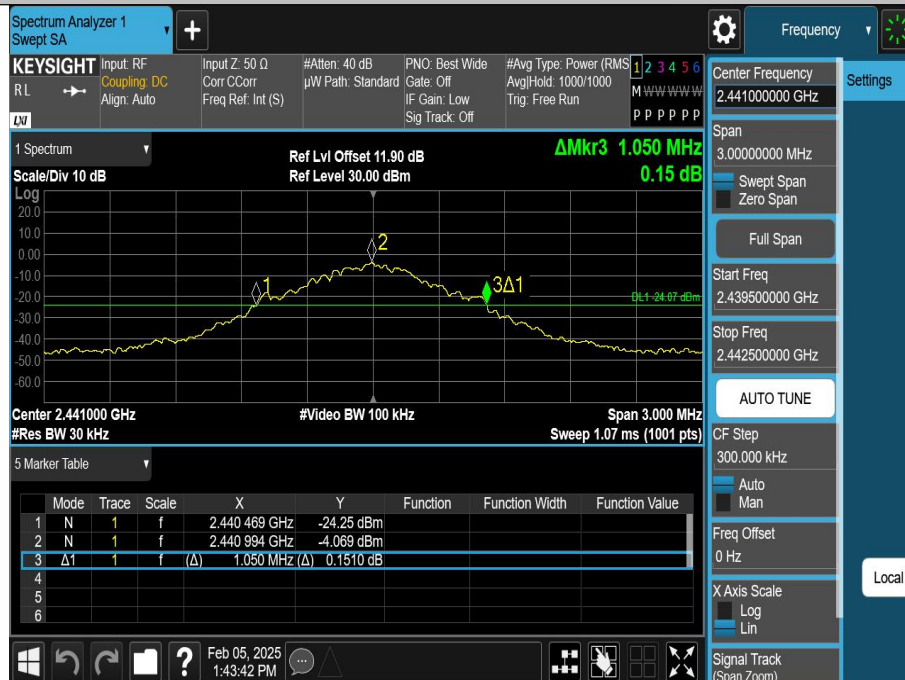 Spectrum Analyzer 1
Swept SA
Frequency
KEYSIGHT
RL
LXI
Input: RF
Coupling: DC
Align: Auto
Input Z: 50 Ω
Corr CCorr
Freq Ref: Int (S)
#Atten: 40 dB
µW Path: Standard
PNO: Best Wide
Gate: Off
IF Gain: Low
Sig Track: Off
#Avg Type: Power (RMS
Avg|Hold: 1000/1000
Trig: Free Run
1 2 3 4 5 6
M W W W W W
P P P P P P
1 Spectrum
Scale/Div 10 dB
Log
Ref Lvl Offset 11.90 dB
Ref Level 30.00 dBm
ΔMkr3 1.050 MHz
0.15 dB
20.0
10.0
0.00
-10.0
-20.0
-30.0
-40.0
-50.0
-60.0
1
2
3Δ1
DL1 -24.07 dBm
Center 2.441000 GHz
#Res BW 30 kHz
#Video BW 100 kHz
Span 3.000 MHz
Sweep 1.07 ms (1001 pts)
5 Marker Table
Mode Trace Scale X Y Function Function Width Function Value
1 N 1 f 2.440 469 GHz -24.25 dBm
2 N 1 f 2.440 994 GHz -4.069 dBm
3 Δ1 1 f (Δ) 1.050 MHz (Δ) 0.1510 dB
4
5
6
Feb 05, 2025
1:43:42 PM
Center Frequency
2.441000000 GHz
Span
3.00000000 MHz
Swept Span
Zero Span
Full Span
Start Freq
2.439500000 GHz
Stop Freq
2.442500000 GHz
AUTO TUNE
CF Step
300.000 kHz
Auto
Man
Freq Offset
0 Hz
X Axis Scale
Log
Lin
Signal Track
(Span Zoom)
Settings
Local